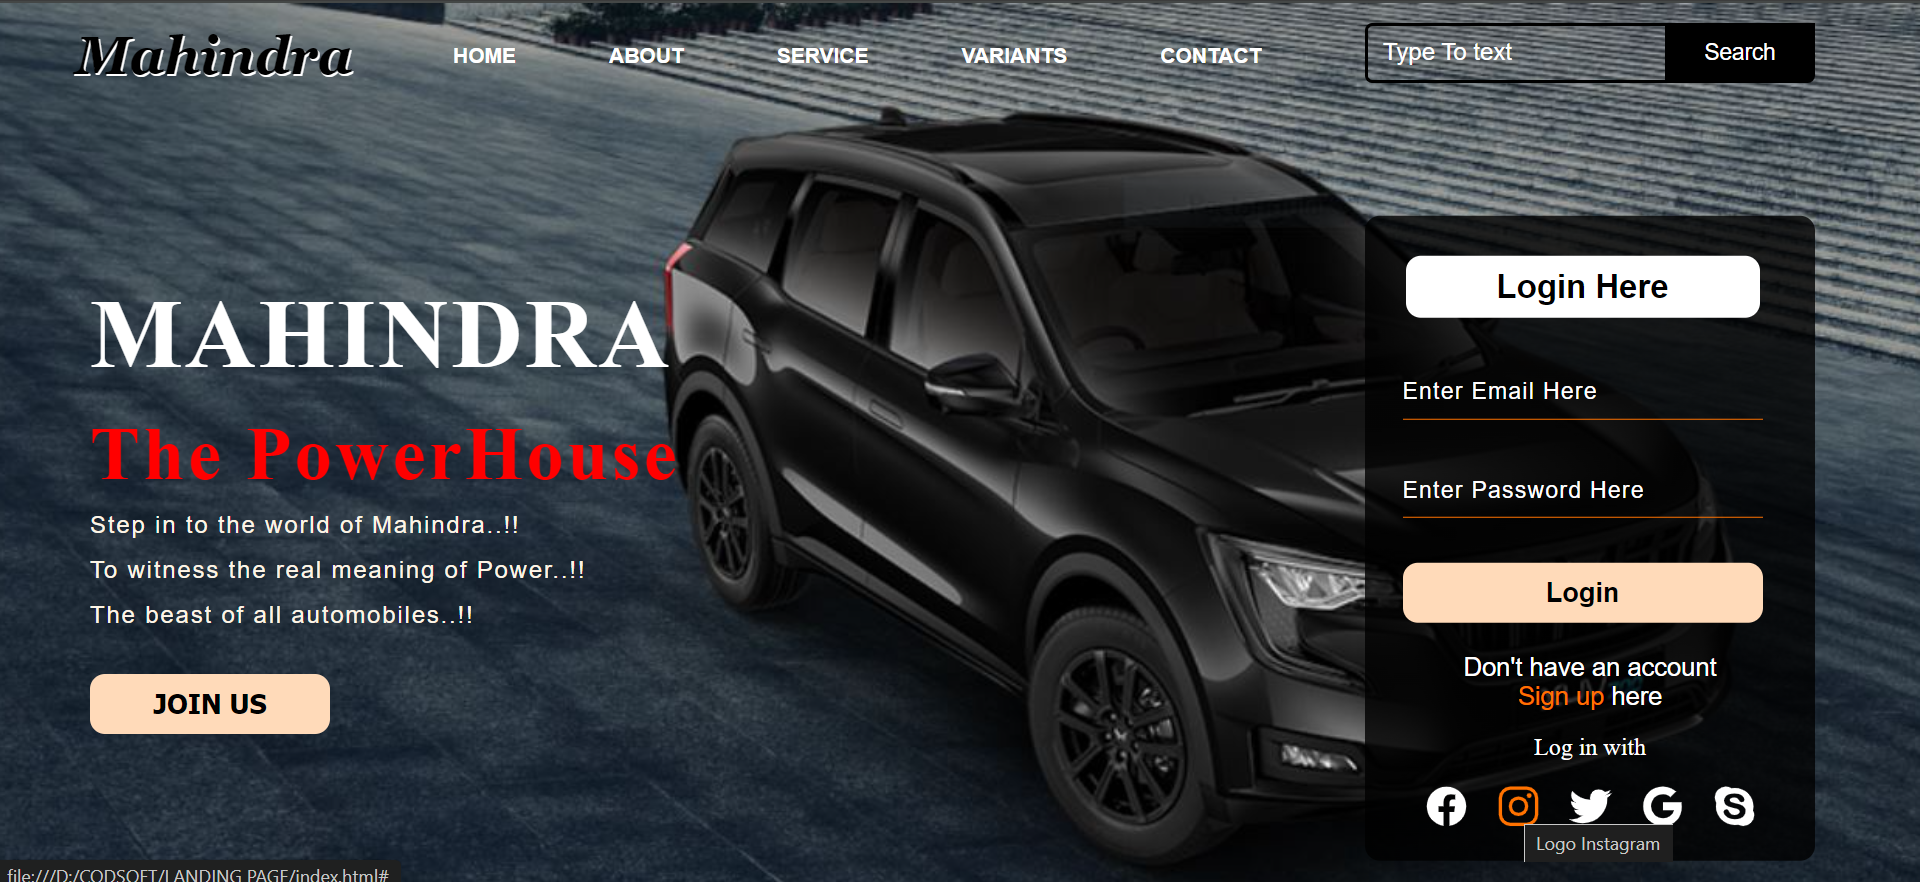 Mahindra
HOME ABOUT SERVICE VARIANTS CONTACT
Type To text Search
MAHINDRA
The PowerHouse
Step in to the world of Mahindra..!!
To witness the real meaning of Power..!!
The beast of all automobiles..!!
JOIN US
Login Here
Enter Email Here
Enter Password Here
Login
Don't have an account
Sign up here
Log in with
Logo Instagram
file:///D:/CODSOFT/LANDING PAGE/index.html#